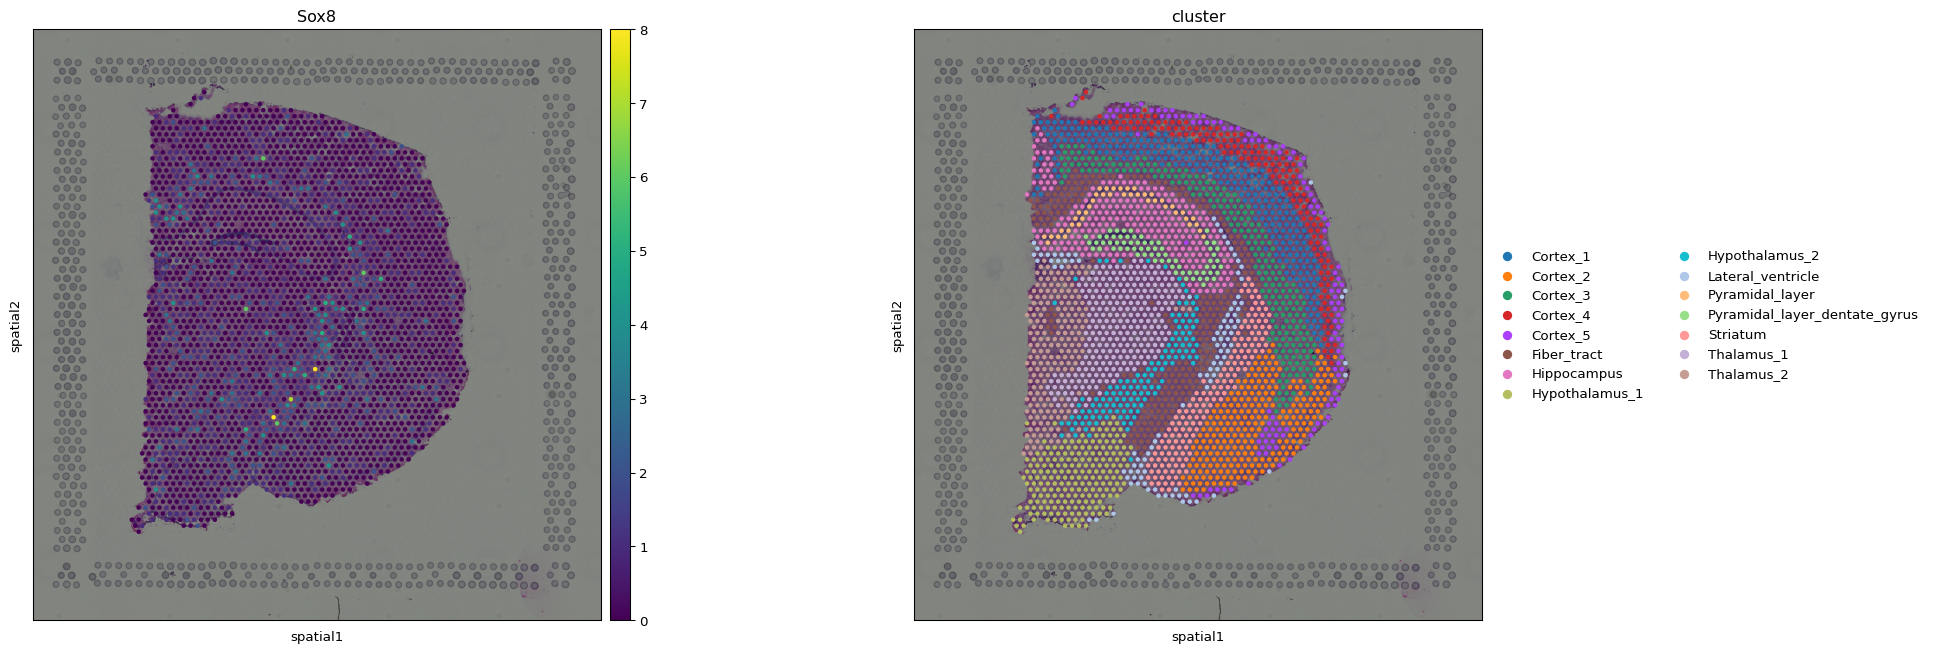 Sox8
cluster
8
7
6
5
4
3
2
1
0
spatial2
spatial1
spatial2
spatial1
Cortex_1
Cortex_2
Cortex_3
Cortex_4
Cortex_5
Fiber_tract
Hippocampus
Hypothalamus_1
Hypothalamus_2
Lateral_ventricle
Pyramidal_layer
Pyramidal_layer_dentate_gyrus
Striatum
Thalamus_1
Thalamus_2